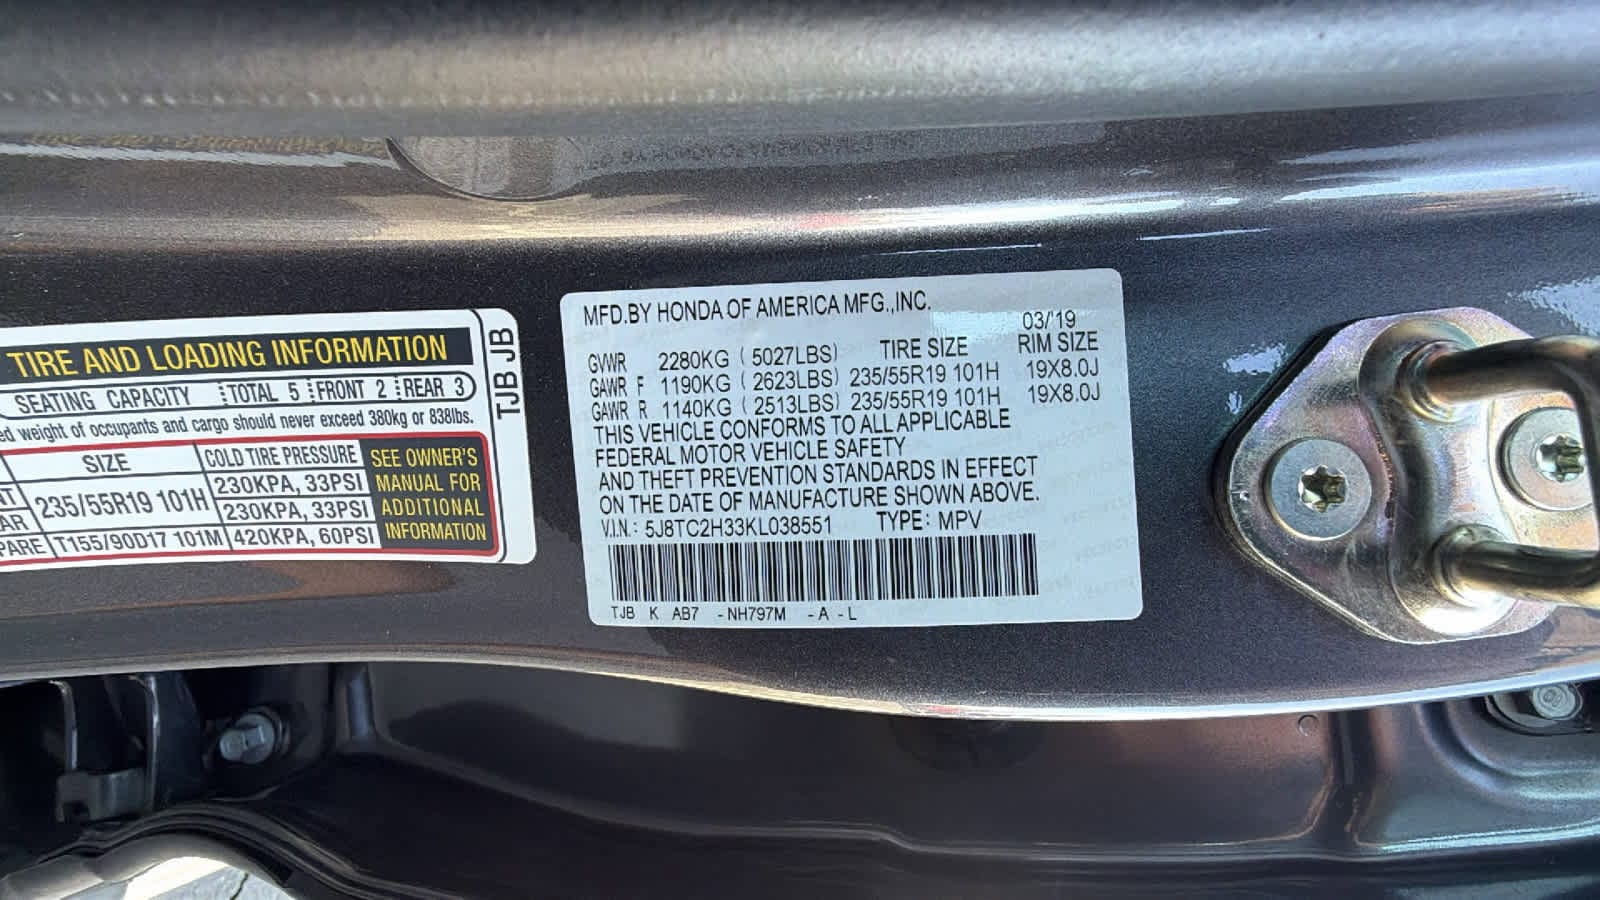 TIRE AND LOADING INFORMATION
SEATING CAPACITY TOTAL 5 FRONT 2 REAR 3
weight of occupants and cargo should never exceed 380kg or 838lbs.
SIZE COLD TIRE PRESSURE
235/55R19 101H 230KPA, 33PSI
230KPA, 33PSI
T155/90D17 101M 420KPA, 60PSI
SEE OWNER'S
MANUAL FOR
ADDITIONAL
INFORMATION
TJB JB
MFD.BY HONDA OF AMERICA MFG.,INC.
03/'19
GVWR 2280KG (5027LBS) TIRE SIZE RIM SIZE
GAWR F 1190KG (2623LBS) 235/55R19 101H 19X8.0J
GAWR R 1140KG (2513LBS) 235/55R19 101H 19X8.0J
THIS VEHICLE CONFORMS TO ALL APPLICABLE
FEDERAL MOTOR VEHICLE SAFETY
AND THEFT PREVENTION STANDARDS IN EFFECT
ON THE DATE OF MANUFACTURE SHOWN ABOVE.
V.I.N.: 5J8TC2H33KL038551 TYPE: MPV
TJB K AB7 -NH797M -A -L